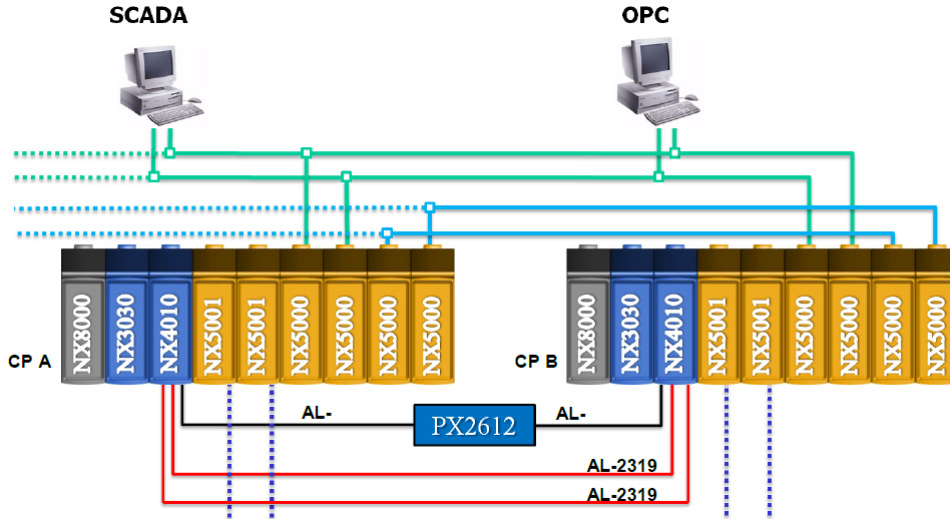 SCADA
OPC
CP A
NX8000
NX3030
NX4010
NX5001
NX5001
NX5000
NX5000
NX5000
NX5000
CP B
NX8000
NX3030
NX4010
NX5001
NX5001
NX5000
NX5000
NX5000
NX5000
AL-
PX2612
AL-
AL-2319
AL-2319